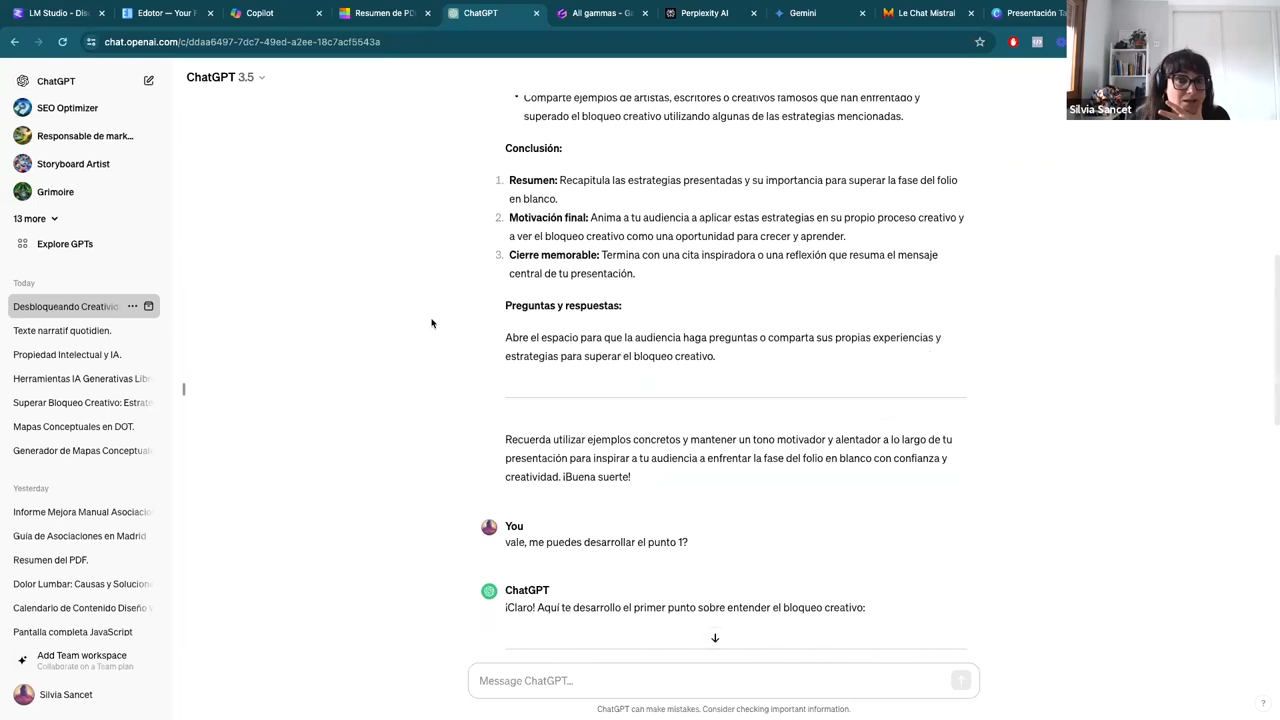 LM Studio - Disc
Editor — Your F
Copilot
Resumen de PD
ChatGPT
All gammas - Ga
Perplexity AI
Gemini
Le Chat Mistral
Presentación Ta
chat.openai.com/c/ddaa6497-7dc7-49ed-a2ee-18c7acf5543a
Silvia Sancet
ChatGPT
SEO Optimizer
Responsable de mark...
Storyboard Artist
Grimoire
13 more
Explore GPTs
Today
Desbloqueando Creativid
Texte narratif quotidien.
Propiedad Intelectual y IA.
Herramientas IA Generativas Lib
Superar Bloqueo Creativo: Estrate
Mapas Conceptuales en DOT.
Generador de Mapas Conceptual
Yesterday
Informe Mejora Manual Asociacio
Guía de Asociaciones en Madrid
Resumen del PDF.
Dolor Lumbar: Causas y Solucione
Calendario de Contenido Diseño
Pantalla completa JavaScript
Add Team workspace
Collaborate on a Team plan
Silvia Sancet
ChatGPT 3.5
• Comparte ejemplos de artistas, escritores o creativos famosos que han enfrentado y
superado el bloqueo creativo utilizando algunas de las estrategias mencionadas.
Conclusión:
1. Resumen: Recapitula las estrategias presentadas y su importancia para superar la fase del folio
en blanco.
2. Motivación final: Anima a tu audiencia a aplicar estas estrategias en su propio proceso creativo y
a ver el bloqueo creativo como una oportunidad para crecer y aprender.
3. Cierre memorable: Termina con una cita inspiradora o una reflexión que resuma el mensaje
central de tu presentación.
Preguntas y respuestas:
Abre el espacio para que la audiencia haga preguntas o comparta sus propias experiencias y
estrategias para superar el bloqueo creativo.
Recuerda utilizar ejemplos concretos y mantener un tono motivador y alentador a lo largo de tu
presentación para inspirar a tu audiencia a enfrentar la fase del folio en blanco con confianza y
creatividad. ¡Buena suerte!
You
vale, me puedes desarrollar el punto 1?
ChatGPT
¡Claro! Aquí te desarrollo el primer punto sobre entender el bloqueo creativo:
Message ChatGPT...
ChatGPT can make mistakes. Consider checking important information.
?